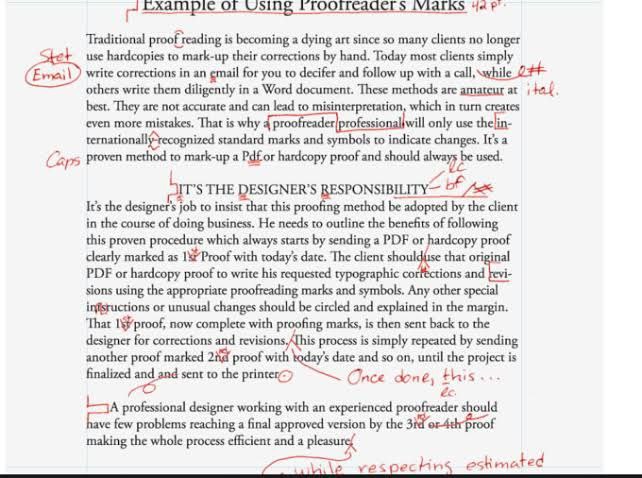 Example of Using Proofreader's Marks 42 pt.
Traditional proof reading is becoming a dying art since so many clients no longer
Stet use hardcopies to mark-up their corrections by hand. Today most clients simply
Email write corrections in an email for you to decifer and follow up with a call, while
others write them diligently in a Word document. These methods are amateur at ital.
best. They are not accurate and can lead to misinterpretation, which in turn creates
even more mistakes. That is why a proofreader professional will only use the in-
ternationally-recognized standard marks and symbols to indicate changes. It's a
Caps proven method to mark-up a Pdf or hardcopy proof and should always be used.
lc
IT'S THE DESIGNER'S RESPONSIBILITY bf
It's the designer's job to insist that this proofing method be adopted by the client
in the course of doing business. He needs to outline the benefits of following
this proven procedure which always starts by sending a PDF or hardcopy proof
clearly marked as 1st Proof with today's date. The client should use that original
PDF or hardcopy proof to write his requested typographic corrections and revi-
sions using the appropriate proofreading marks and symbols. Any other special
instructions or unusual changes should be circled and explained in the margin.
That 1st proof, now complete with proofing marks, is then sent back to the
designer for corrections and revisions. This process is simply repeated by sending
another proof marked 2nd proof with today's date and so on, until the project is
finalized and and sent to the printer
Once done, this...
lc
A professional designer working with an experienced proofreader should
have few problems reaching a final approved version by the 3rd or 4th proof
making the whole process efficient and a pleasure
while respecting estimated